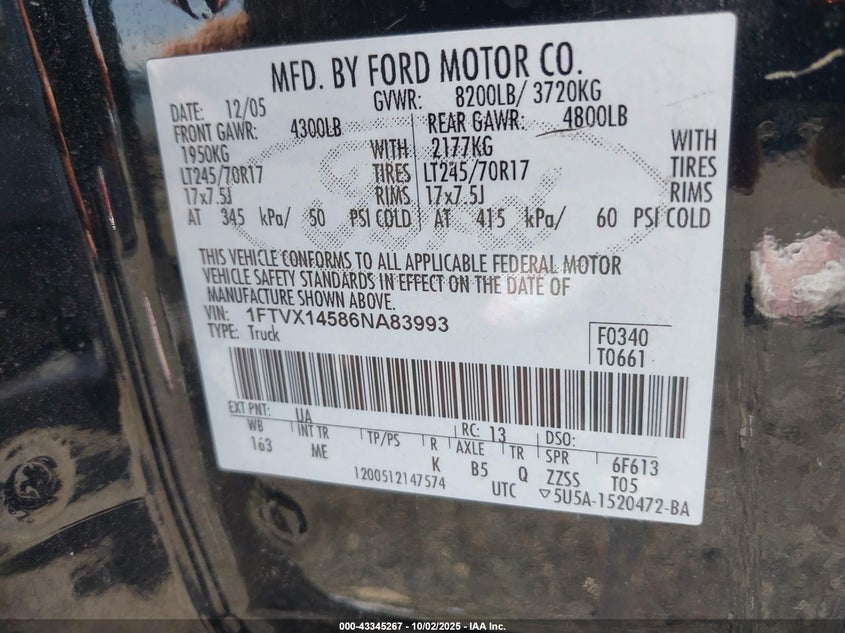 MFD. BY FORD MOTOR CO.
DATE: 12/05 GVWR: 8200LB/ 3720KG
FRONT GAWR: 4300LB REAR GAWR: 4800LB
1950KG WITH 2177KG WITH
LT245/70R17 TIRES LT245/70R17 TIRES
17x7.5J RIMS 17x7.5J RIMS
AT 345 kPa/ 50 PSI COLD AT 415 kPa/ 60 PSI COLD
THIS VEHICLE CONFORMS TO ALL APPLICABLE FEDERAL MOTOR
VEHICLE SAFETY STANDARDS IN EFFECT ON THE DATE OF
MANUFACTURE SHOWN ABOVE.
VIN: 1FTVX14586NA83993
TYPE: Truck
F0340
T0661
EXT PNT: UA RC: 13 DSO:
WB INT TR TP/PS R AXLE TR SPR 6F613
163 ME K B5 Q ZZSS T05
1200512147574 UTC ▽5U5A-1520472-BA
Ford
000-43345267 - 10/02/2025 - IAA Inc.